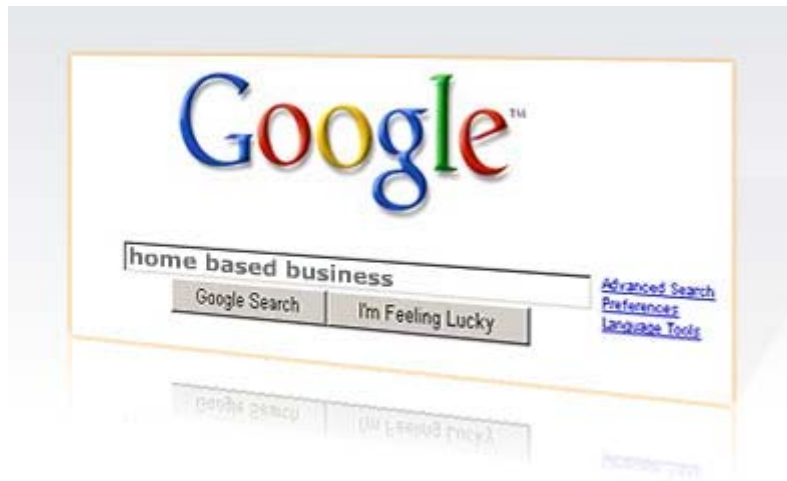 Google™
home based business
Google Search I'm Feeling Lucky
Advanced Search
Preferences
Language Tools